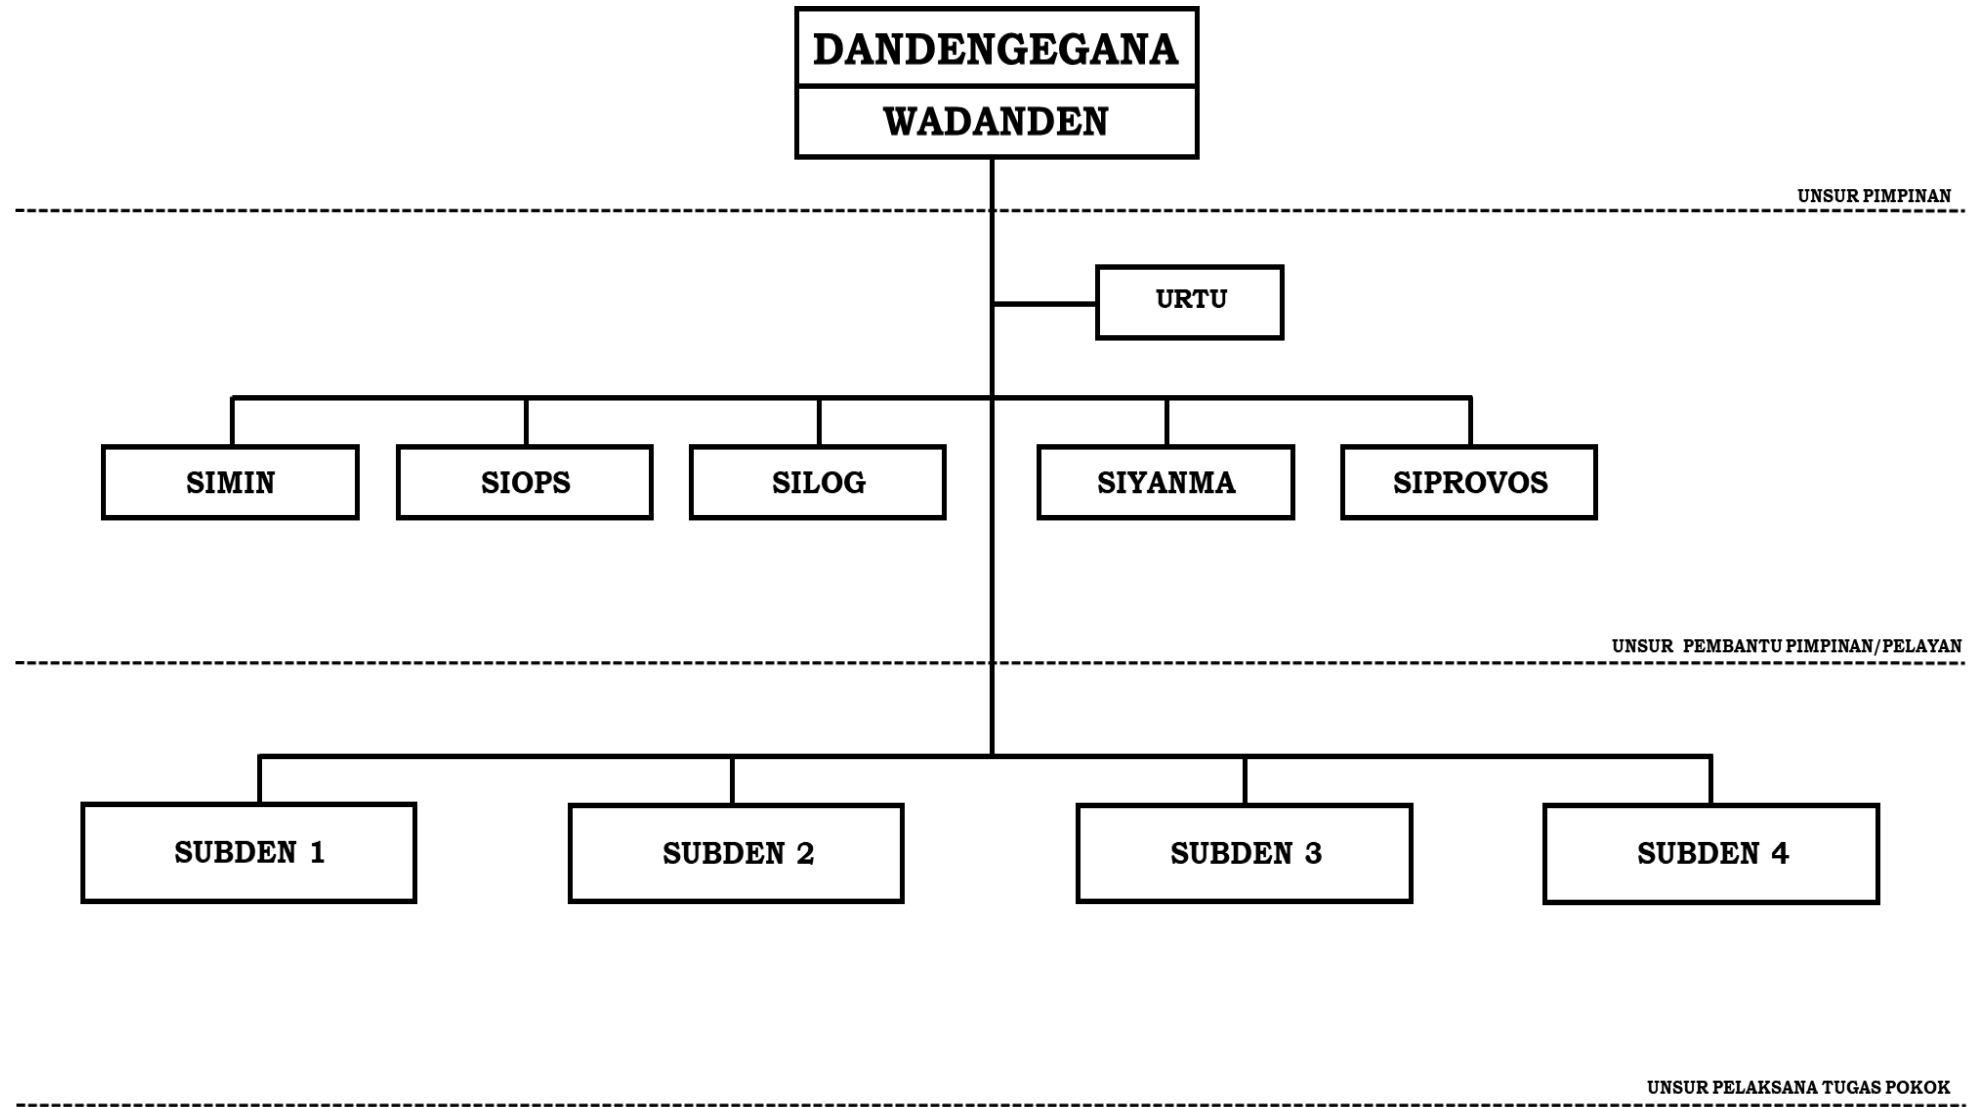 DANDENGEGANA
WADANDEN
UNSUR PIMPINAN
URTU
SIMIN
SIOPS
SILOG
SIYANMA
SIPROVOS
UNSUR PEMBANTU PIMPINAN/PELAYAN
SUBDEN 1
SUBDEN 2
SUBDEN 3
SUBDEN 4
UNSUR PELAKSANA TUGAS POKOK